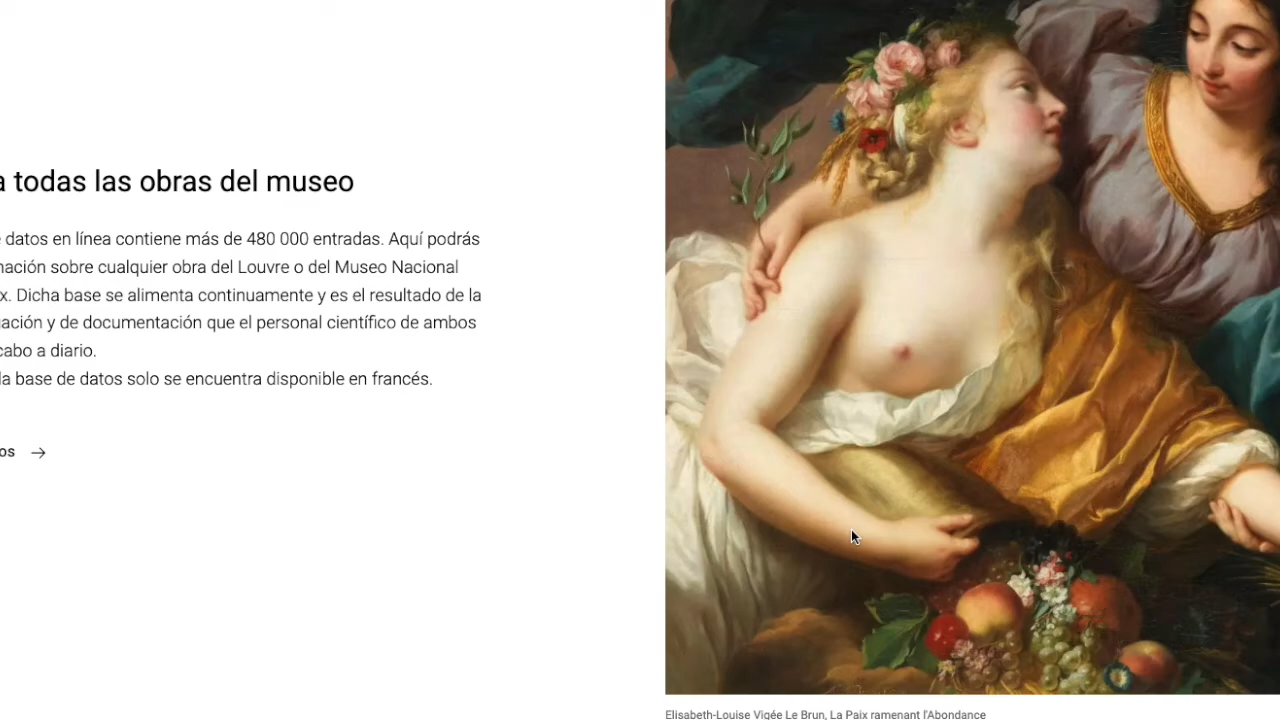 a todas las obras del museo
e datos en línea contiene más de 480 000 entradas. Aquí podrás
nación sobre cualquier obra del Louvre o del Museo Nacional
x. Dicha base se alimenta continuamente y es el resultado de la
ación y de documentación que el personal científico de ambos
cabo a diario.
la base de datos solo se encuentra disponible en francés.
os →
Elisabeth-Louise Vigée Le Brun, La Paix ramenant l'Abondance